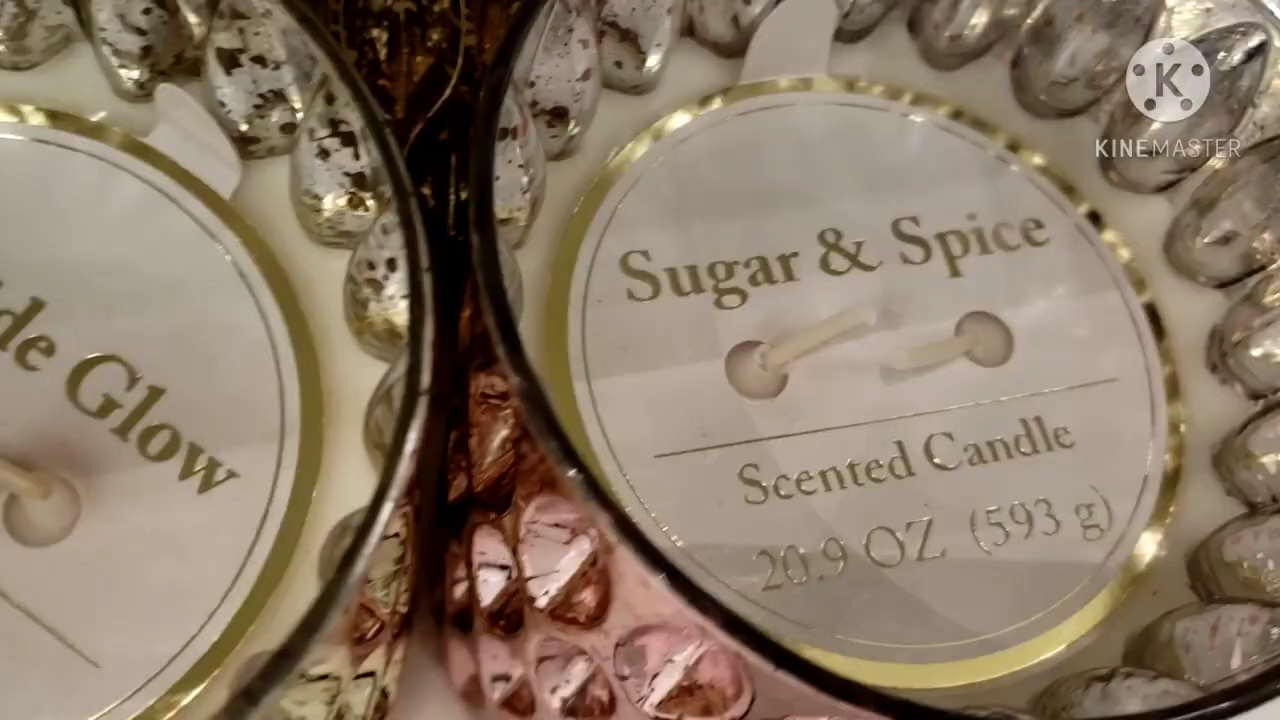 de Glow
Sugar & Spice
Scented Candle
20.9 OZ (593 g)
K
KINEMASTER